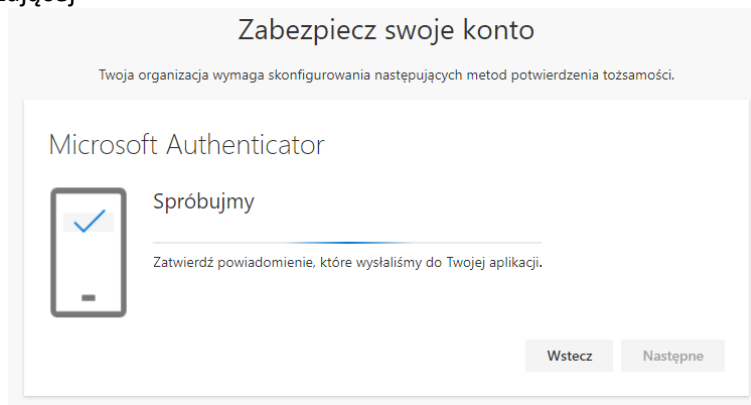 Zabezpiecz swoje konto
Twoja organizacja wymaga skonfigurowania następujących metod potwierdzenia tożsamości.
Microsoft Authenticator
Spróbujmy
Zatwierdź powiadomienie, które wysłaliśmy do Twojej aplikacji.
Wstecz Następne